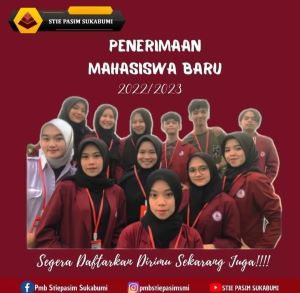 STIE PASIM SUKABUMI
PENERIMAAN
MAHASISWA BARU
2022/2023
Segera Daftarkan Dirimu Sekarang Juga!!!!
Pmb Stiepasim Sukabumi
pmbstiepasimsmi
STIE PASIM SUKABUMI